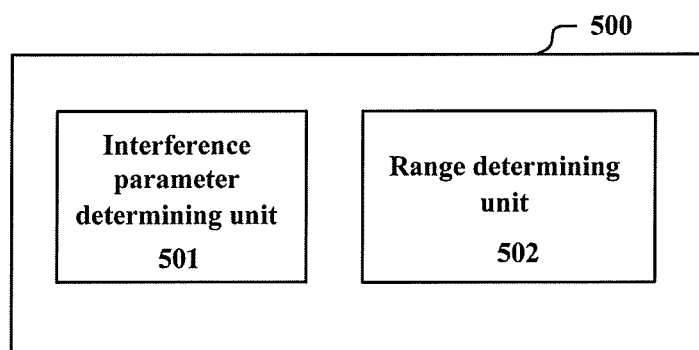 500
Interference
parameter
determining unit
501
Range determining
unit
502